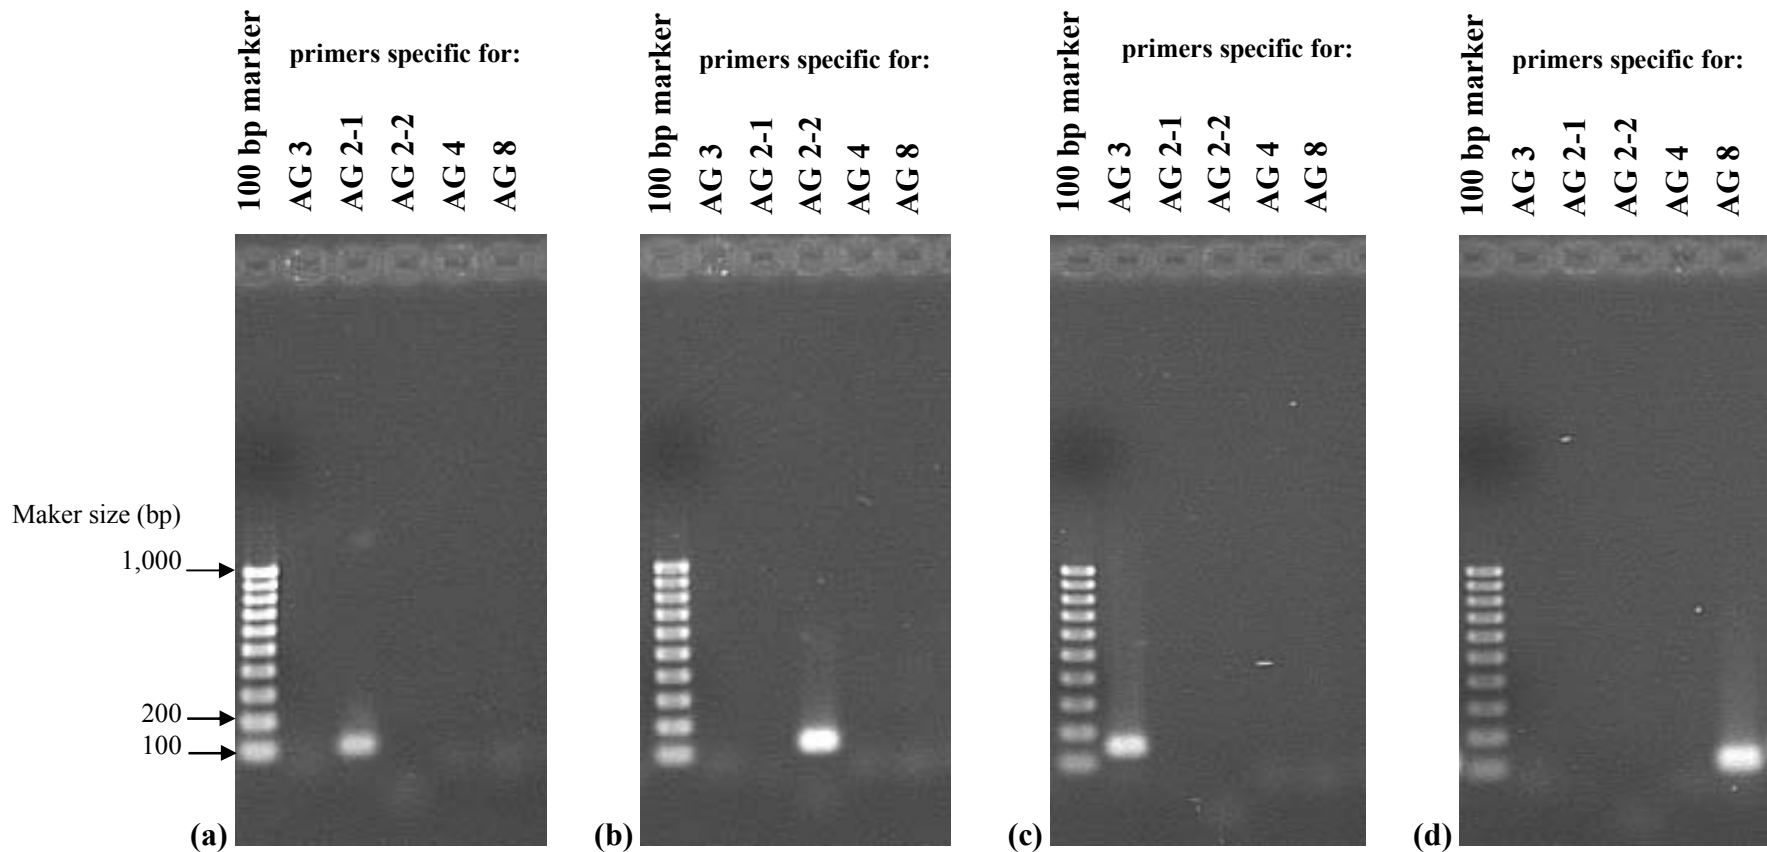 primers specific for:
100 bp marker
AG 3
AG 2-1
AG 2-2
AG 4
AG 8
primers specific for:
100 bp marker
AG 3
AG 2-1
AG 2-2
AG 4
AG 8
primers specific for:
100 bp marker
AG 3
AG 2-1
AG 2-2
AG 4
AG 8
primers specific for:
100 bp marker
AG 3
AG 2-1
AG 2-2
AG 4
AG 8
Maker size (bp)
1,000
200
100
(a)
(b)
(c)
(d)